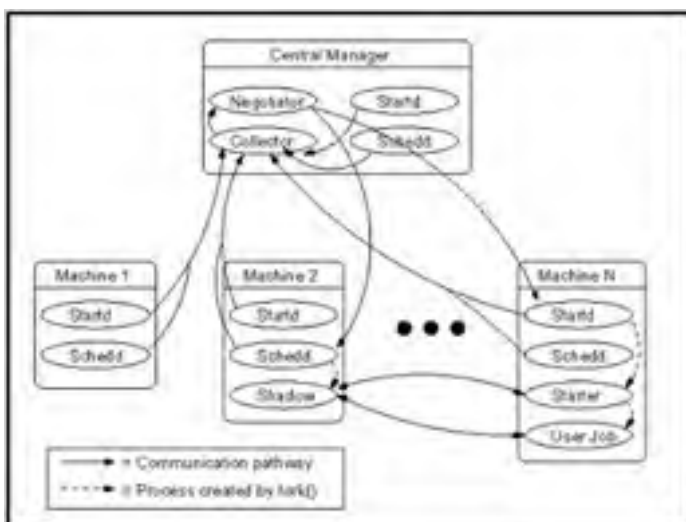 Central Manager
Negotiator
Startd
Collector
Schedd
Machine 1
Startd
Schedd
Machine 2
Startd
Schedd
Shadow
Machine N
Startd
Schedd
Starter
User Job
= Communication pathway
= Process created by fork()